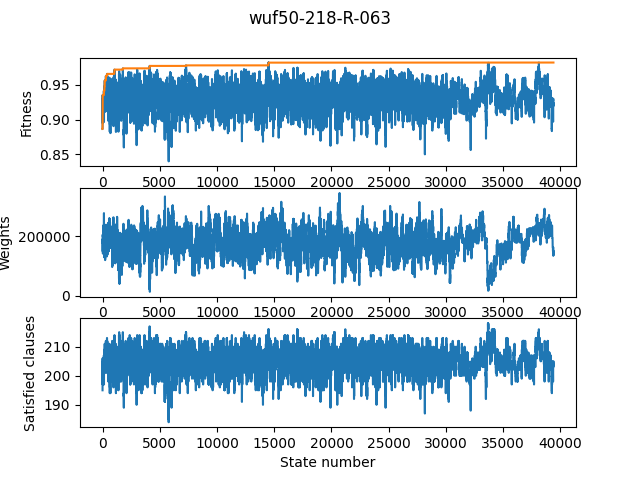 wuf50-218-R-063
Fitness
0.95
0.90
0.85
0 5000 10000 15000 20000 25000 30000 35000 40000
Weights
200000
0
0 5000 10000 15000 20000 25000 30000 35000 40000
Satisfied clauses
210
200
190
0 5000 10000 15000 20000 25000 30000 35000 40000
State number